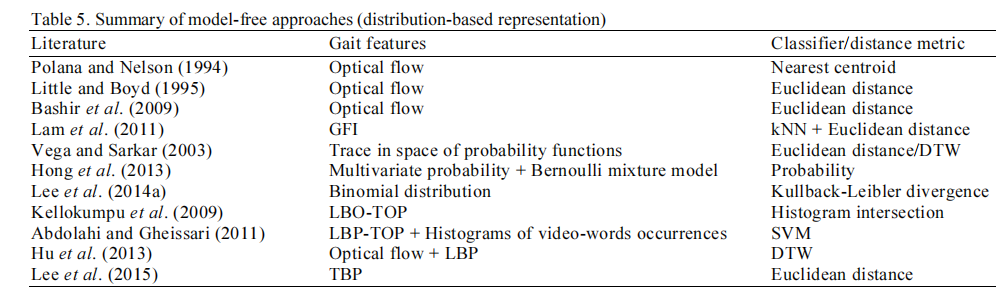 Table 5. Summary of model-free approaches (distribution-based representation)
Literature Gait features Classifier/distance metric
Polana and Nelson (1994) Optical flow Nearest centroid
Little and Boyd (1995) Optical flow Euclidean distance
Bashir et al. (2009) Optical flow Euclidean distance
Lam et al. (2011) GFI kNN + Euclidean distance
Vega and Sarkar (2003) Trace in space of probability functions Euclidean distance/DTW
Hong et al. (2013) Multivariate probability + Bernoulli mixture model Probability
Lee et al. (2014a) Binomial distribution Kullback-Leibler divergence
Kellokumpu et al. (2009) LBO-TOP Histogram intersection
Abdolahi and Gheissari (2011) LBP-TOP + Histograms of video-words occurrences SVM
Hu et al. (2013) Optical flow + LBP DTW
Lee et al. (2015) TBP Euclidean distance